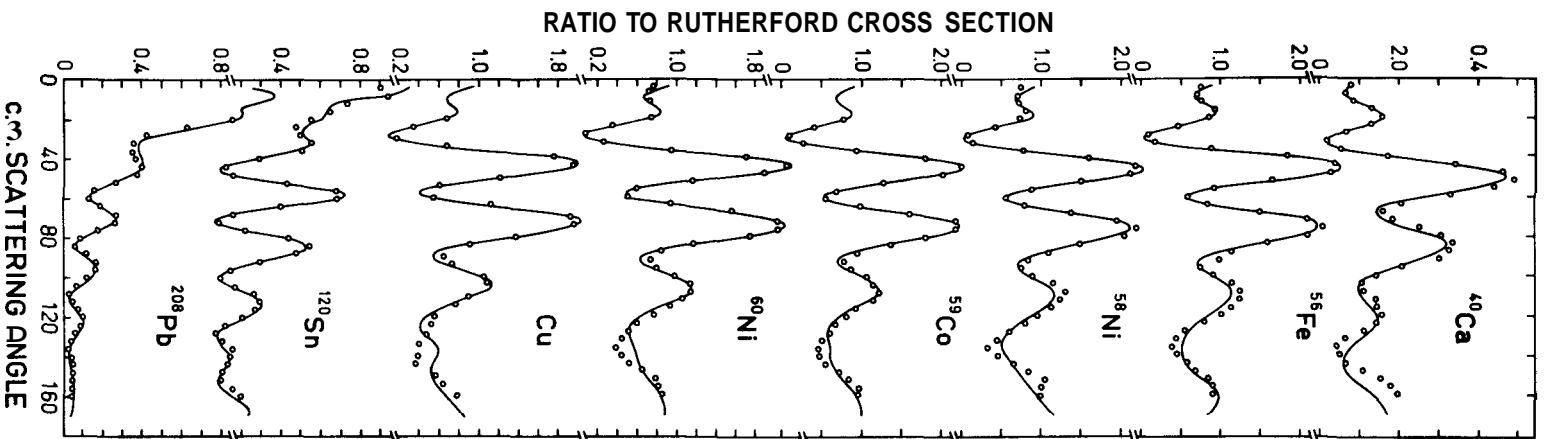 RATIO TO RUTHERFORD CROSS SECTION
0 0.4 0.8 0.4 0.8 0.2 1.0 1.8 0.2 1.0 0 1.0 2.0 0 1.0 2.0 0 1.0 2.0 0 2.0 0.4
0
40
80
120
160
C.M. SCATTERING ANGLE
208Pb
120Sn
Cu
60Ni
59Co
58Ni
56Fe
40Ca